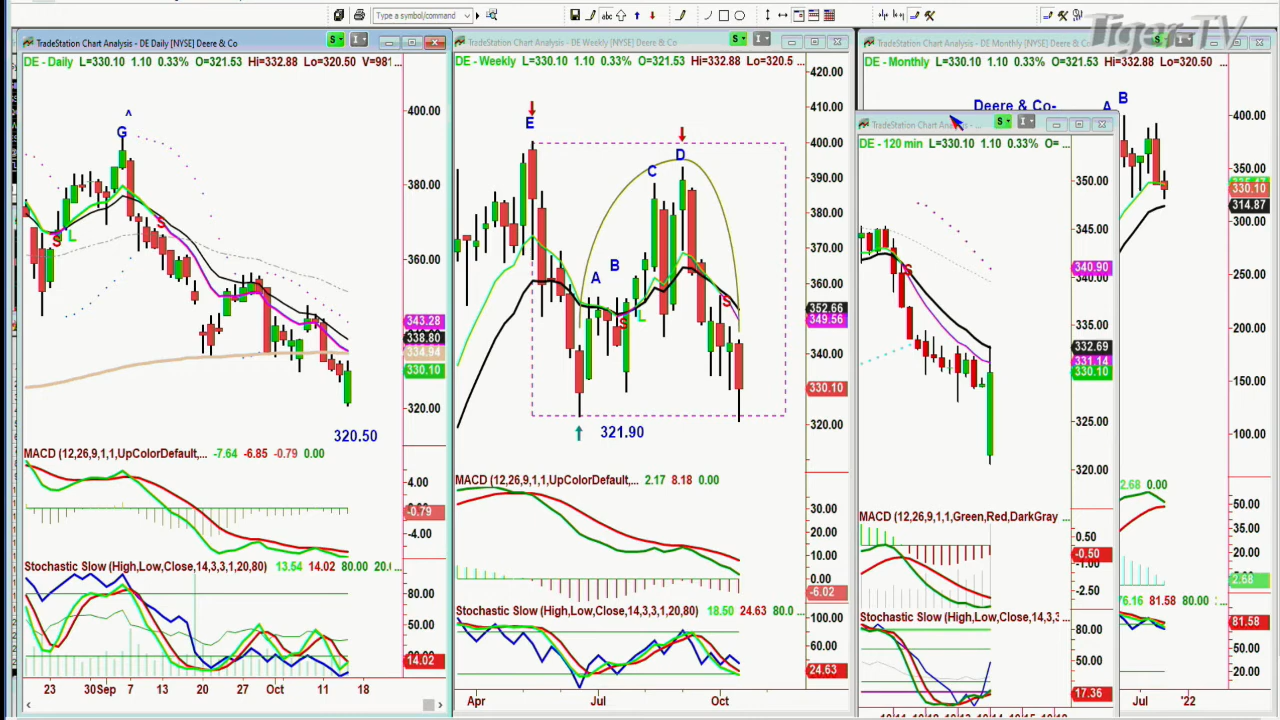 Type a symbol/command
Tiger TV
TradeStation Chart Analysis - DE Daily [NYSE] Deere & Co
DE - Daily L=330.10 1.10 0.33% O=321.53 Hi=332.88 Lo=320.50 V=981...
400.00
380.00
360.00
343.28
338.80
334.94
330.10
320.00
^
G
S L
S
320.50
MACD (12,26,9,1,1,UpColorDefault,... -7.64 -6.85 -0.79 0.00
4.00
-0.79
-4.00
Stochastic Slow (High,Low,Close,14,3,3,1,20,80) 13.54 14.02 80.00 20.0
80.00
50.00
14.02
23 30 Sep 6 13 20 27 Oct 11 18
TradeStation Chart Analysis - DE Weekly [NYSE] Deere & Co
DE - Weekly L=330.10 1.10 0.33% O=321.53 Hi=332.88 Lo=320.5 ...
420.00
410.00
400.00
390.00
380.00
370.00
360.00
352.66
349.56
340.00
330.10
320.00
E
D
C
B
A
S L
S
321.90
MACD (12,26,9,1,1,UpColorDefault,... 2.17 8.18 0.00
30.00
20.00
10.00
0.00
-6.02
Stochastic Slow (High,Low,Close,14,3,3,1,20,80) 18.50 24.63 80.0
100.00
60.00
24.63
Apr Jul Oct
TradeStation Chart Analysis - DE Monthly [NYSE] Deere & Co
DE - Monthly L=330.10 1.10 0.33% O=321.53 Hi=332.88 Lo=320.50
Deere & Co-
A B
400.00
350.00
330.10
314.87
300.00
250.00
200.00
150.00
100.00
2.68 0.00
50.00
35.00
20.00
2.68
76.16 81.58 80.00
81.58
50.00
20.00
Jul '22
TradeStation Chart Analysis - ...
DE - 120 min L=330.10 1.10 0.33% O= ...
350.00
345.00
340.90
335.00
332.69
331.14
330.10
325.00
320.00
S
MACD (12,26,9,1,1,Green,Red,DarkGray
0.50
-0.50
-2.50
Stochastic Slow (High,Low,Close,14,3,3
80.00
50.00
17.36